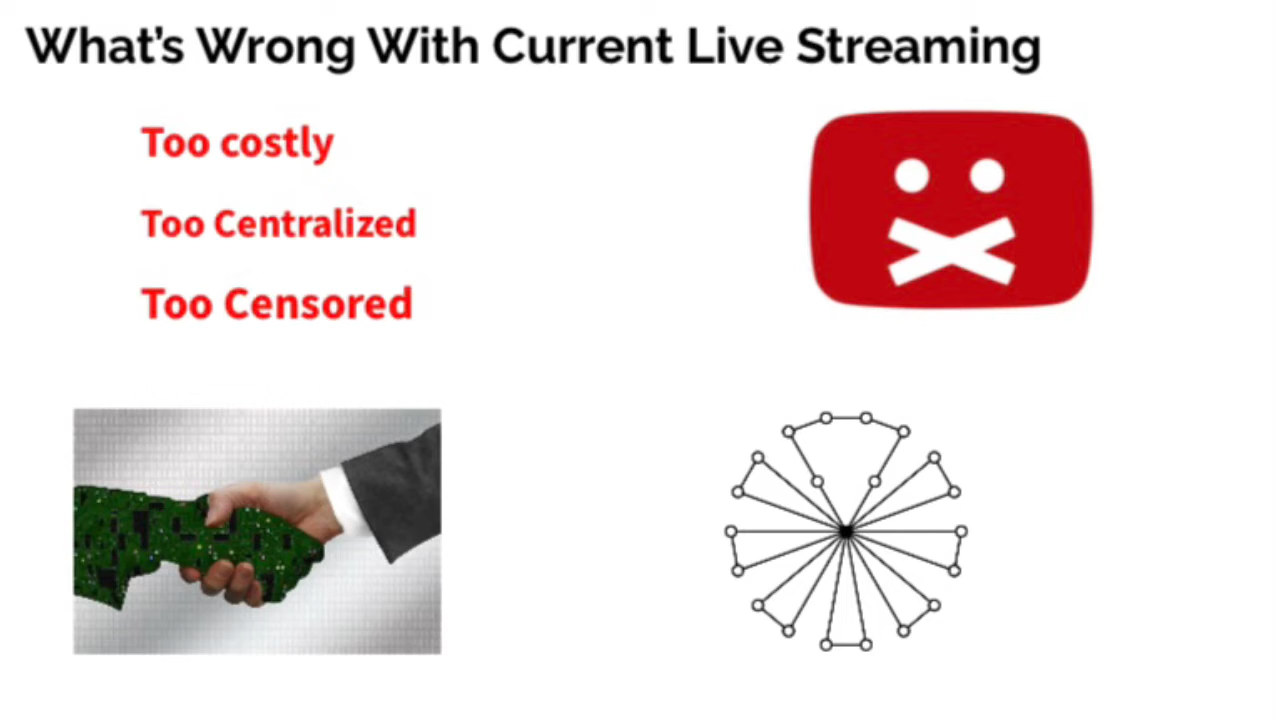 What's Wrong With Current Live Streaming
Too costly
Too Centralized
Too Censored